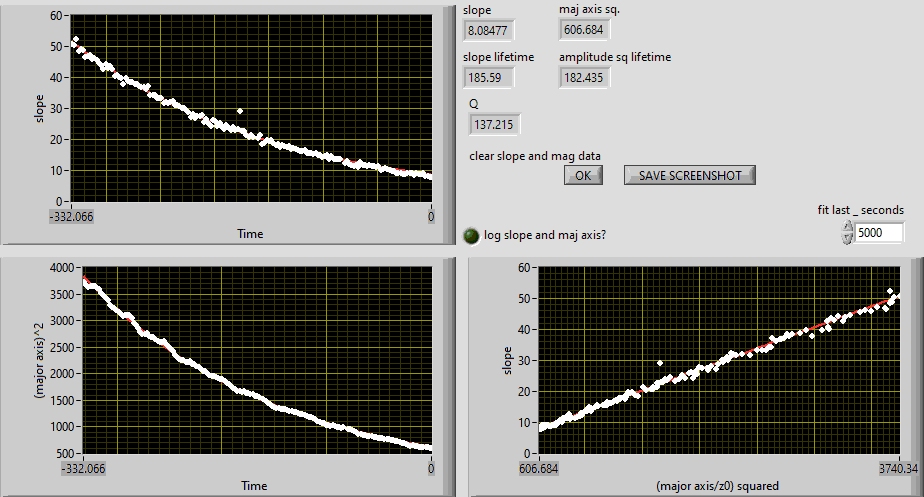 60
50
40
30
20
10
0
slope
-332.066
0
Time
slope
maj axis sq.
8.08477
606.684
slope lifetime
amplitude sq lifetime
185.59
182.435
Q
137.215
clear slope and mag data
OK
SAVE SCREENSHOT
fit last _ seconds
5000
log slope and maj axis?
4000
3500
3000
2500
2000
1500
1000
500
(major axis)^2
-332.066
0
Time
60
50
40
30
20
10
0
slope
606.684
3740.34
(major axis/z0) squared